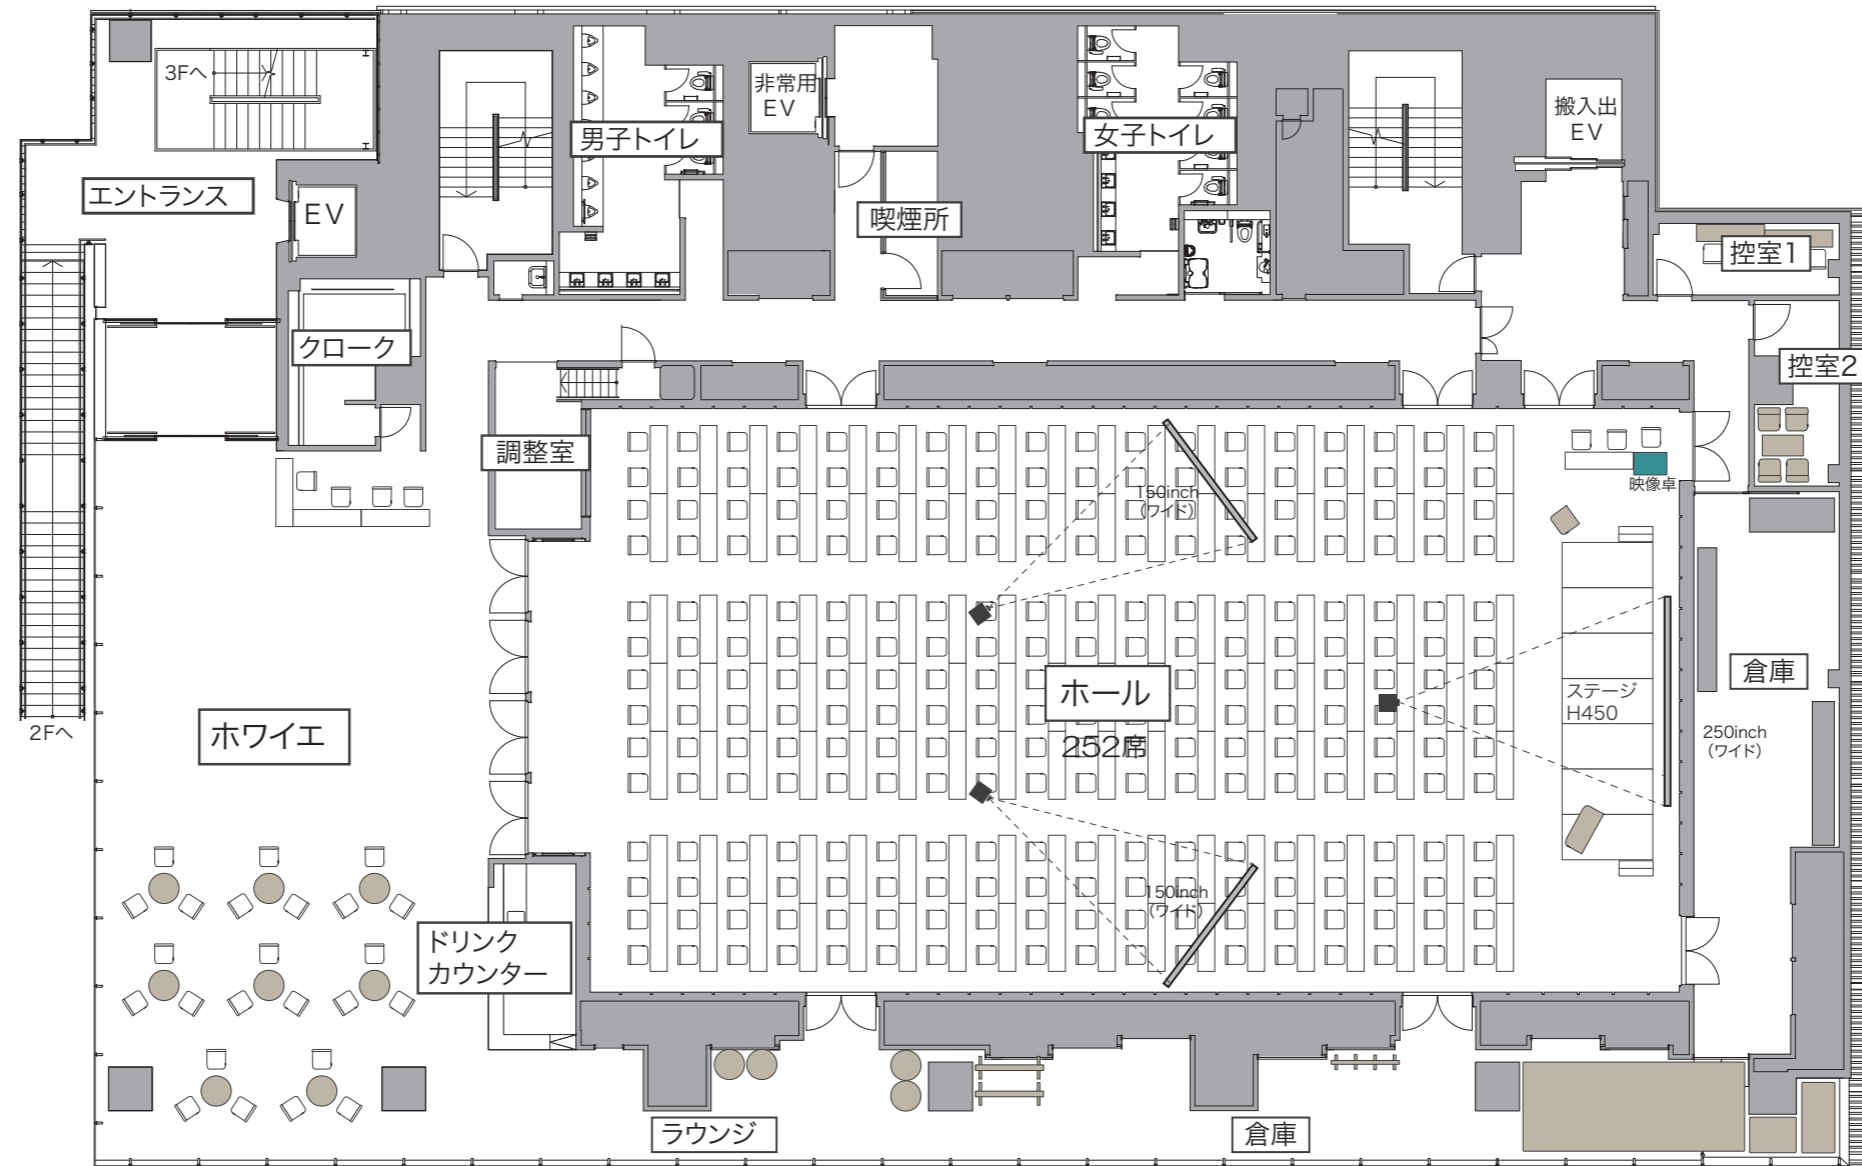 3Fへ
非常用
EV
搬入出
EV
男子トイレ
女子トイレ
エントランス
EV
喫煙所
控室1
クローク
控室2
調整室
映像卓
150inch
(ワイド)
ホール
252席
ステージ
H450
倉庫
250inch
(ワイド)
2Fへ
ホワイエ
150inch
(ワイド)
ドリンク
カウンター
ラウンジ
倉庫